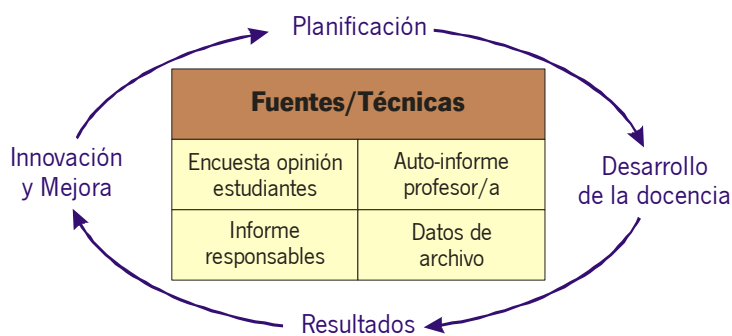 Planificación
Fuentes/Técnicas
Encuesta opinión
estudiantes
Auto-informe
profesor/a
Informe
responsables
Datos de
archivo
Innovación
y Mejora
Desarrollo
de la docencia
Resultados